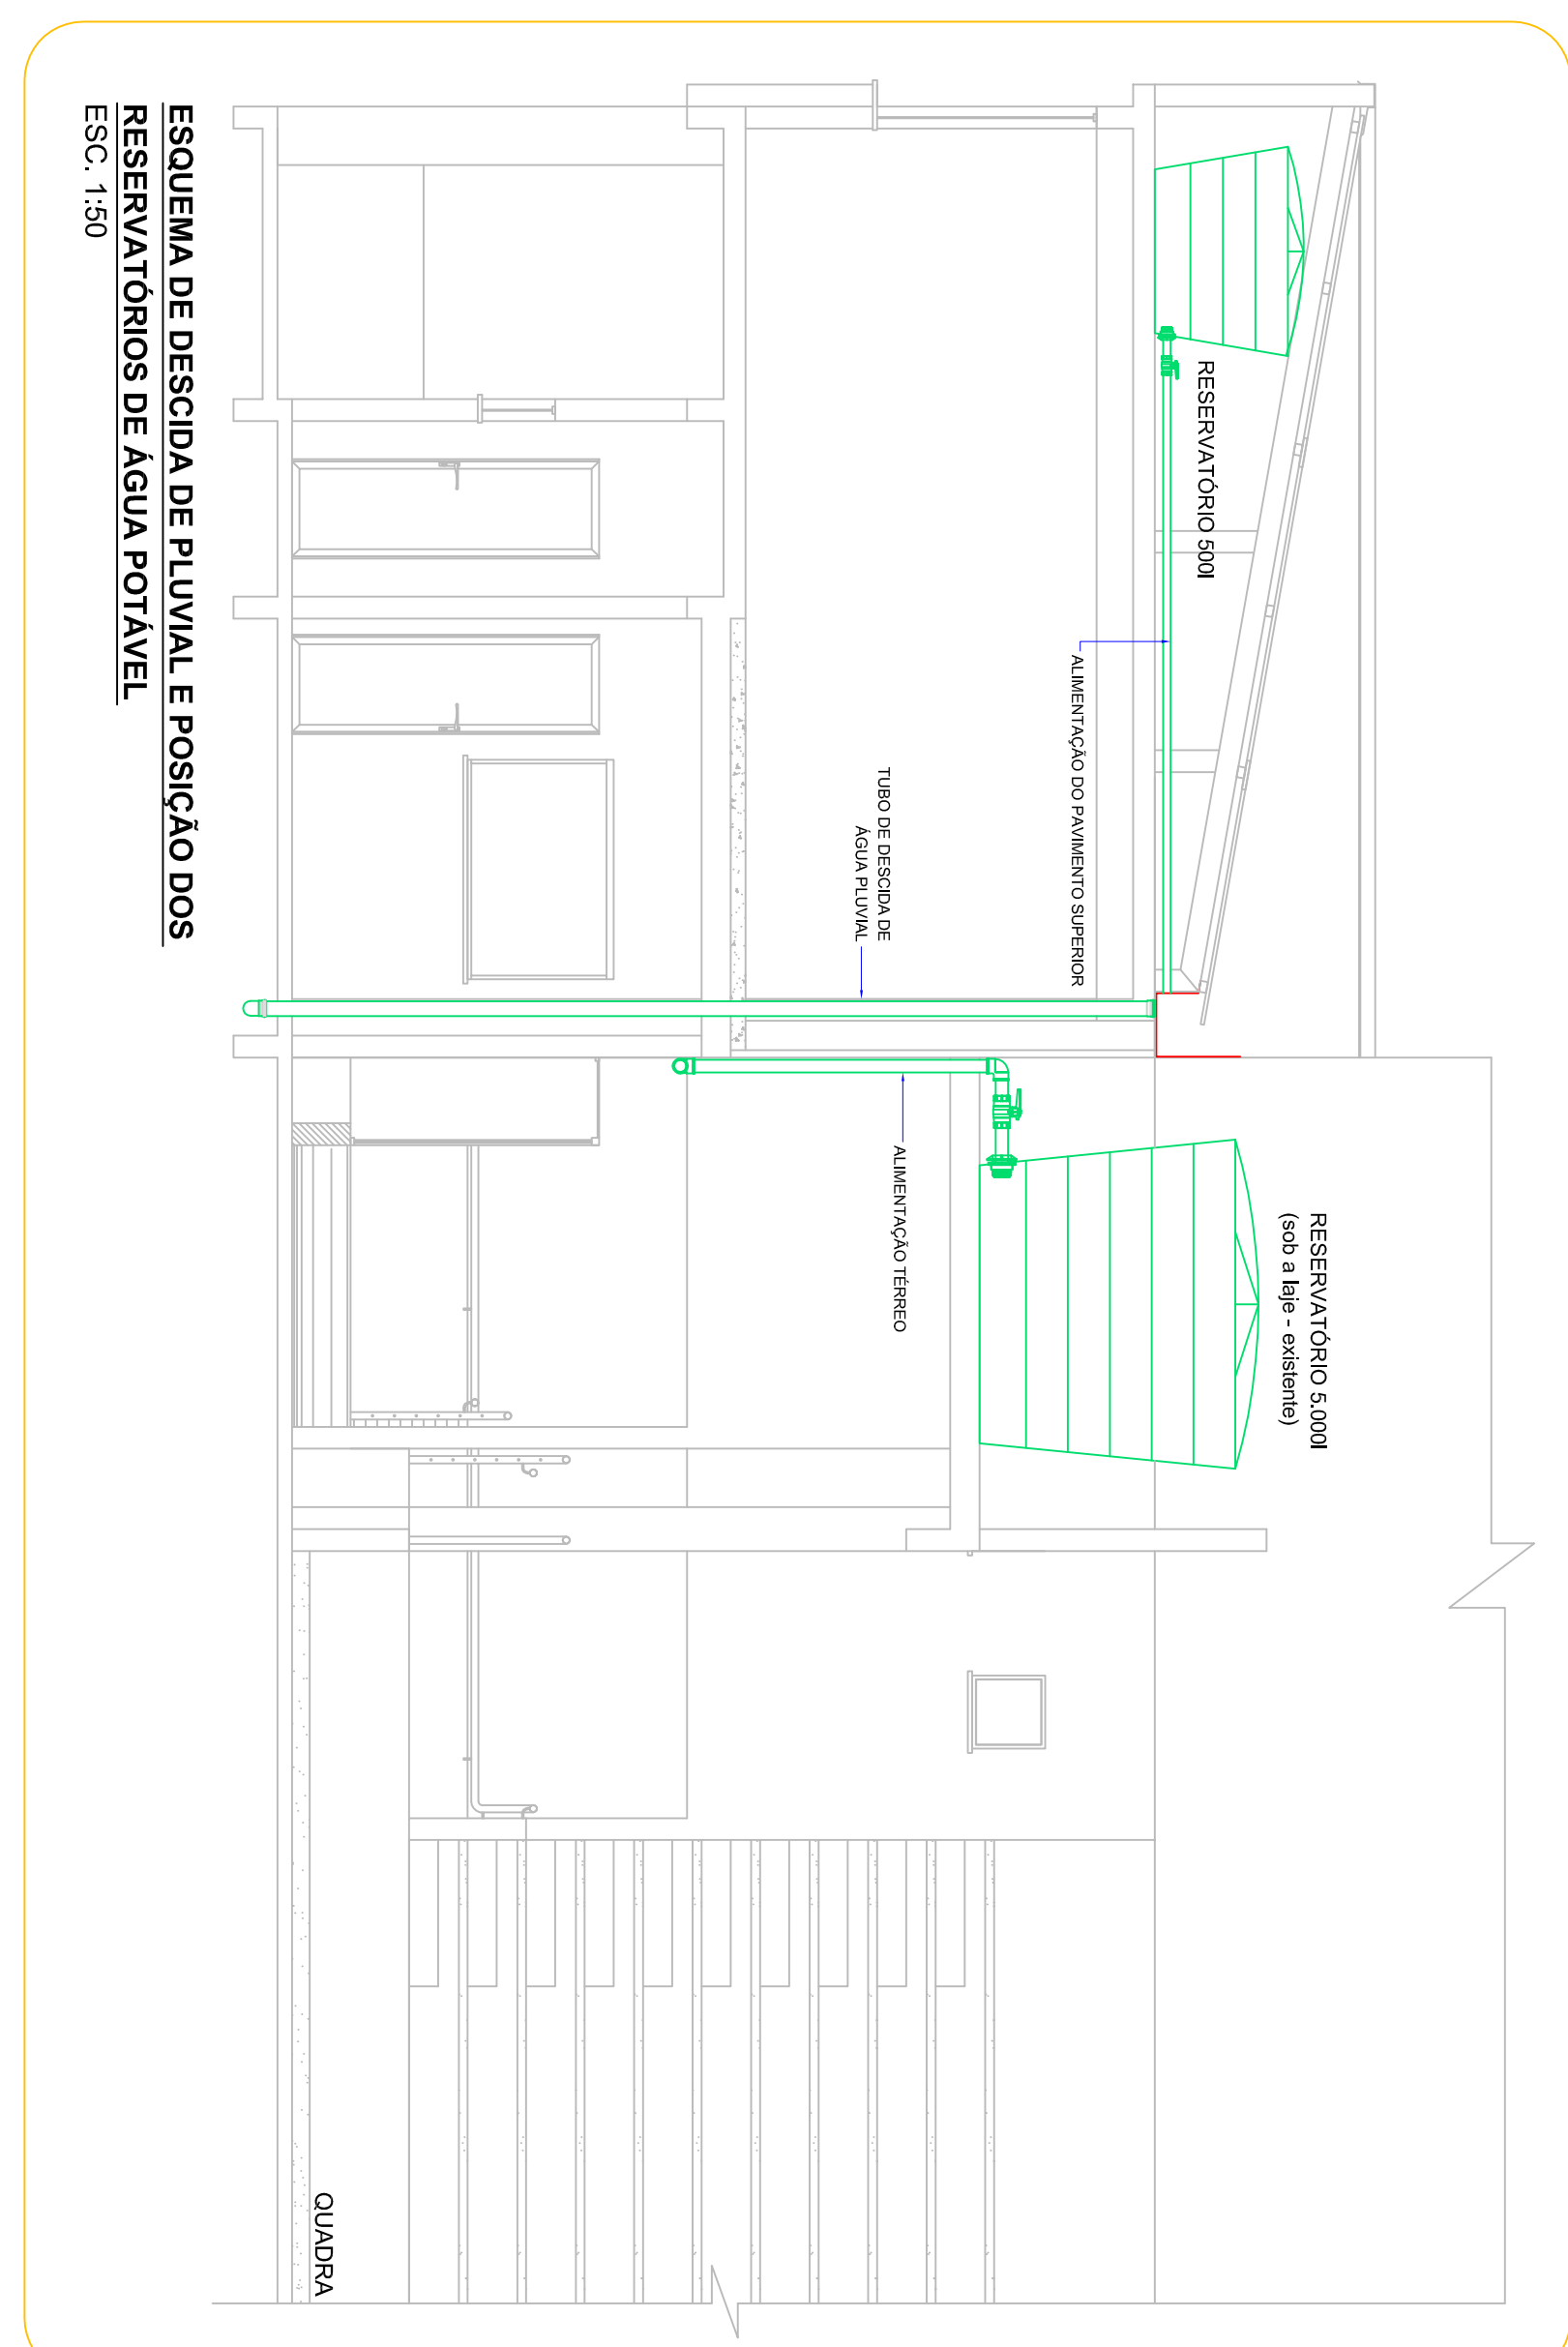 RESERVATÓRIO 5.000l
(sob a laje - existente)
RESERVATÓRIO 500l
ALIMENTAÇÃO DO PAVIMENTO SUPERIOR
ALIMENTAÇÃO TÉRREO
TUBO DE DESCIDA DE
ÁGUA PLUVIAL
QUADRA
ESQUEMA DE DESCIDA DE PLUVIAL E POSIÇÃO DOS
RESERVATÓRIOS DE ÁGUA POTÁVEL
ESC. 1:50